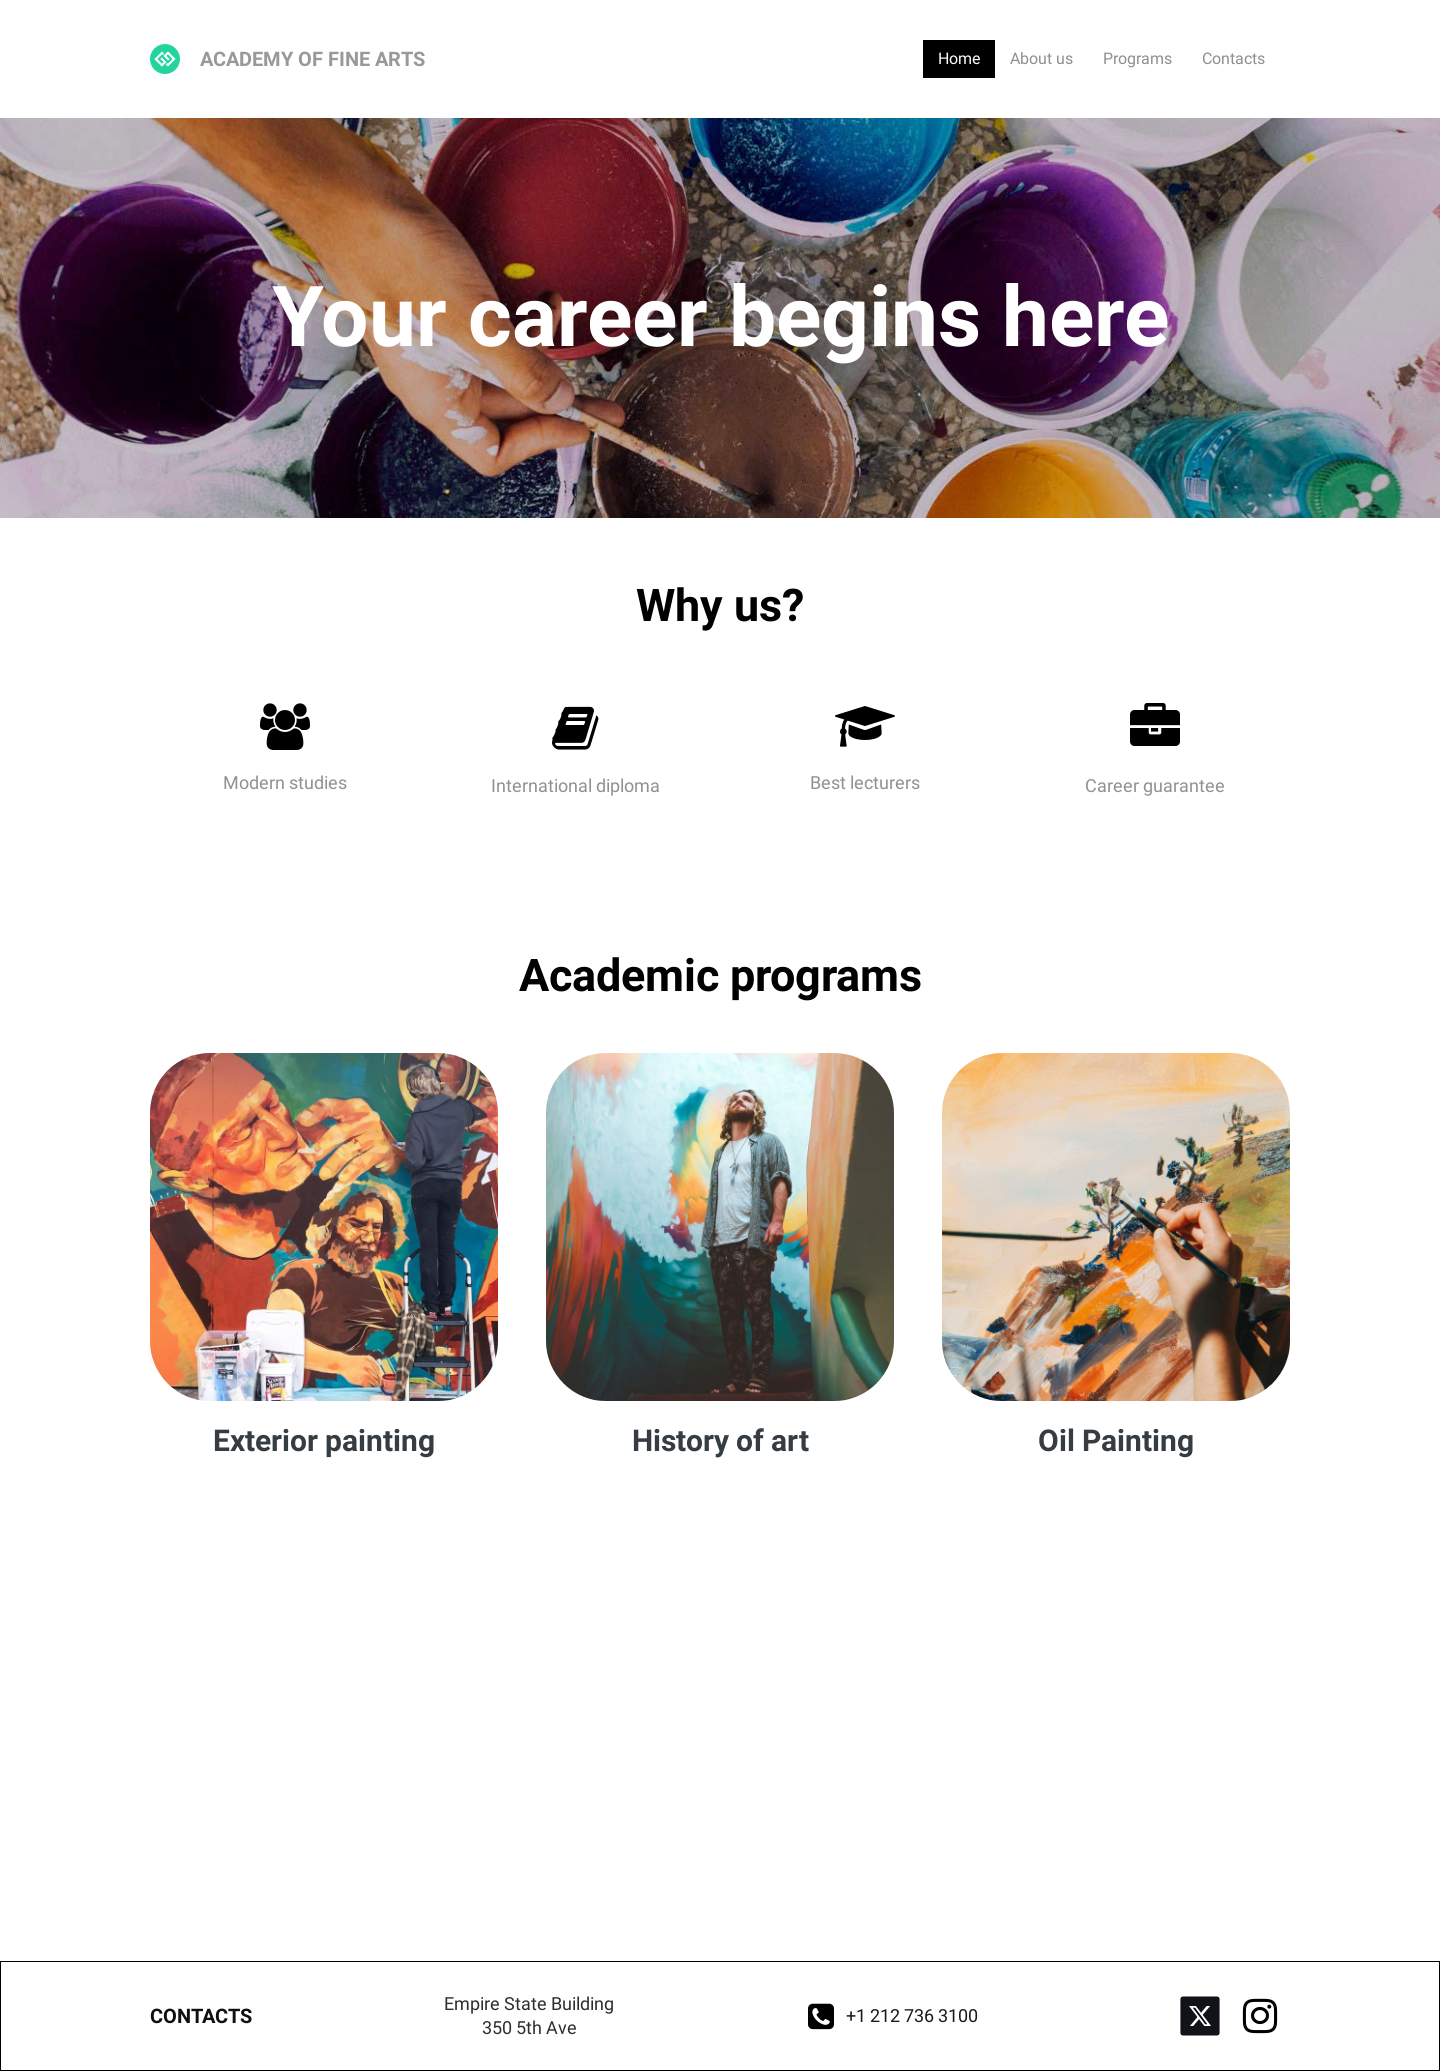 ACADEMY OF FINE ARTS
Home About us Programs Contacts
Your career begins here
Why us?
Modern studies
International diploma
Best lecturers
Career guarantee
Academic programs
Exterior painting
History of art
Oil Painting
CONTACTS
Empire State Building
350 5th Ave
+1 212 736 3100